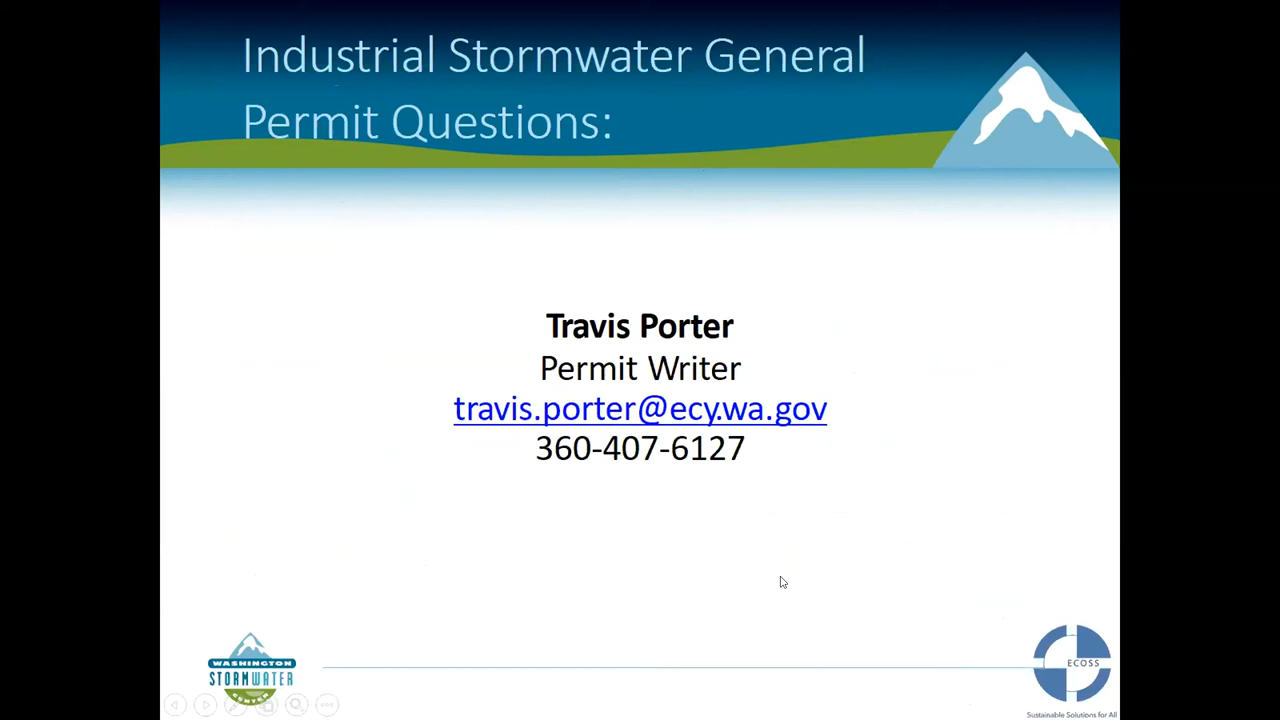 Industrial Stormwater General
Permit Questions:
Travis Porter
Permit Writer
travis.porter@ecy.wa.gov
360-407-6127
WASHINGTON
STORMWATER
CENTER
ECOSS
Sustainable Solutions for All